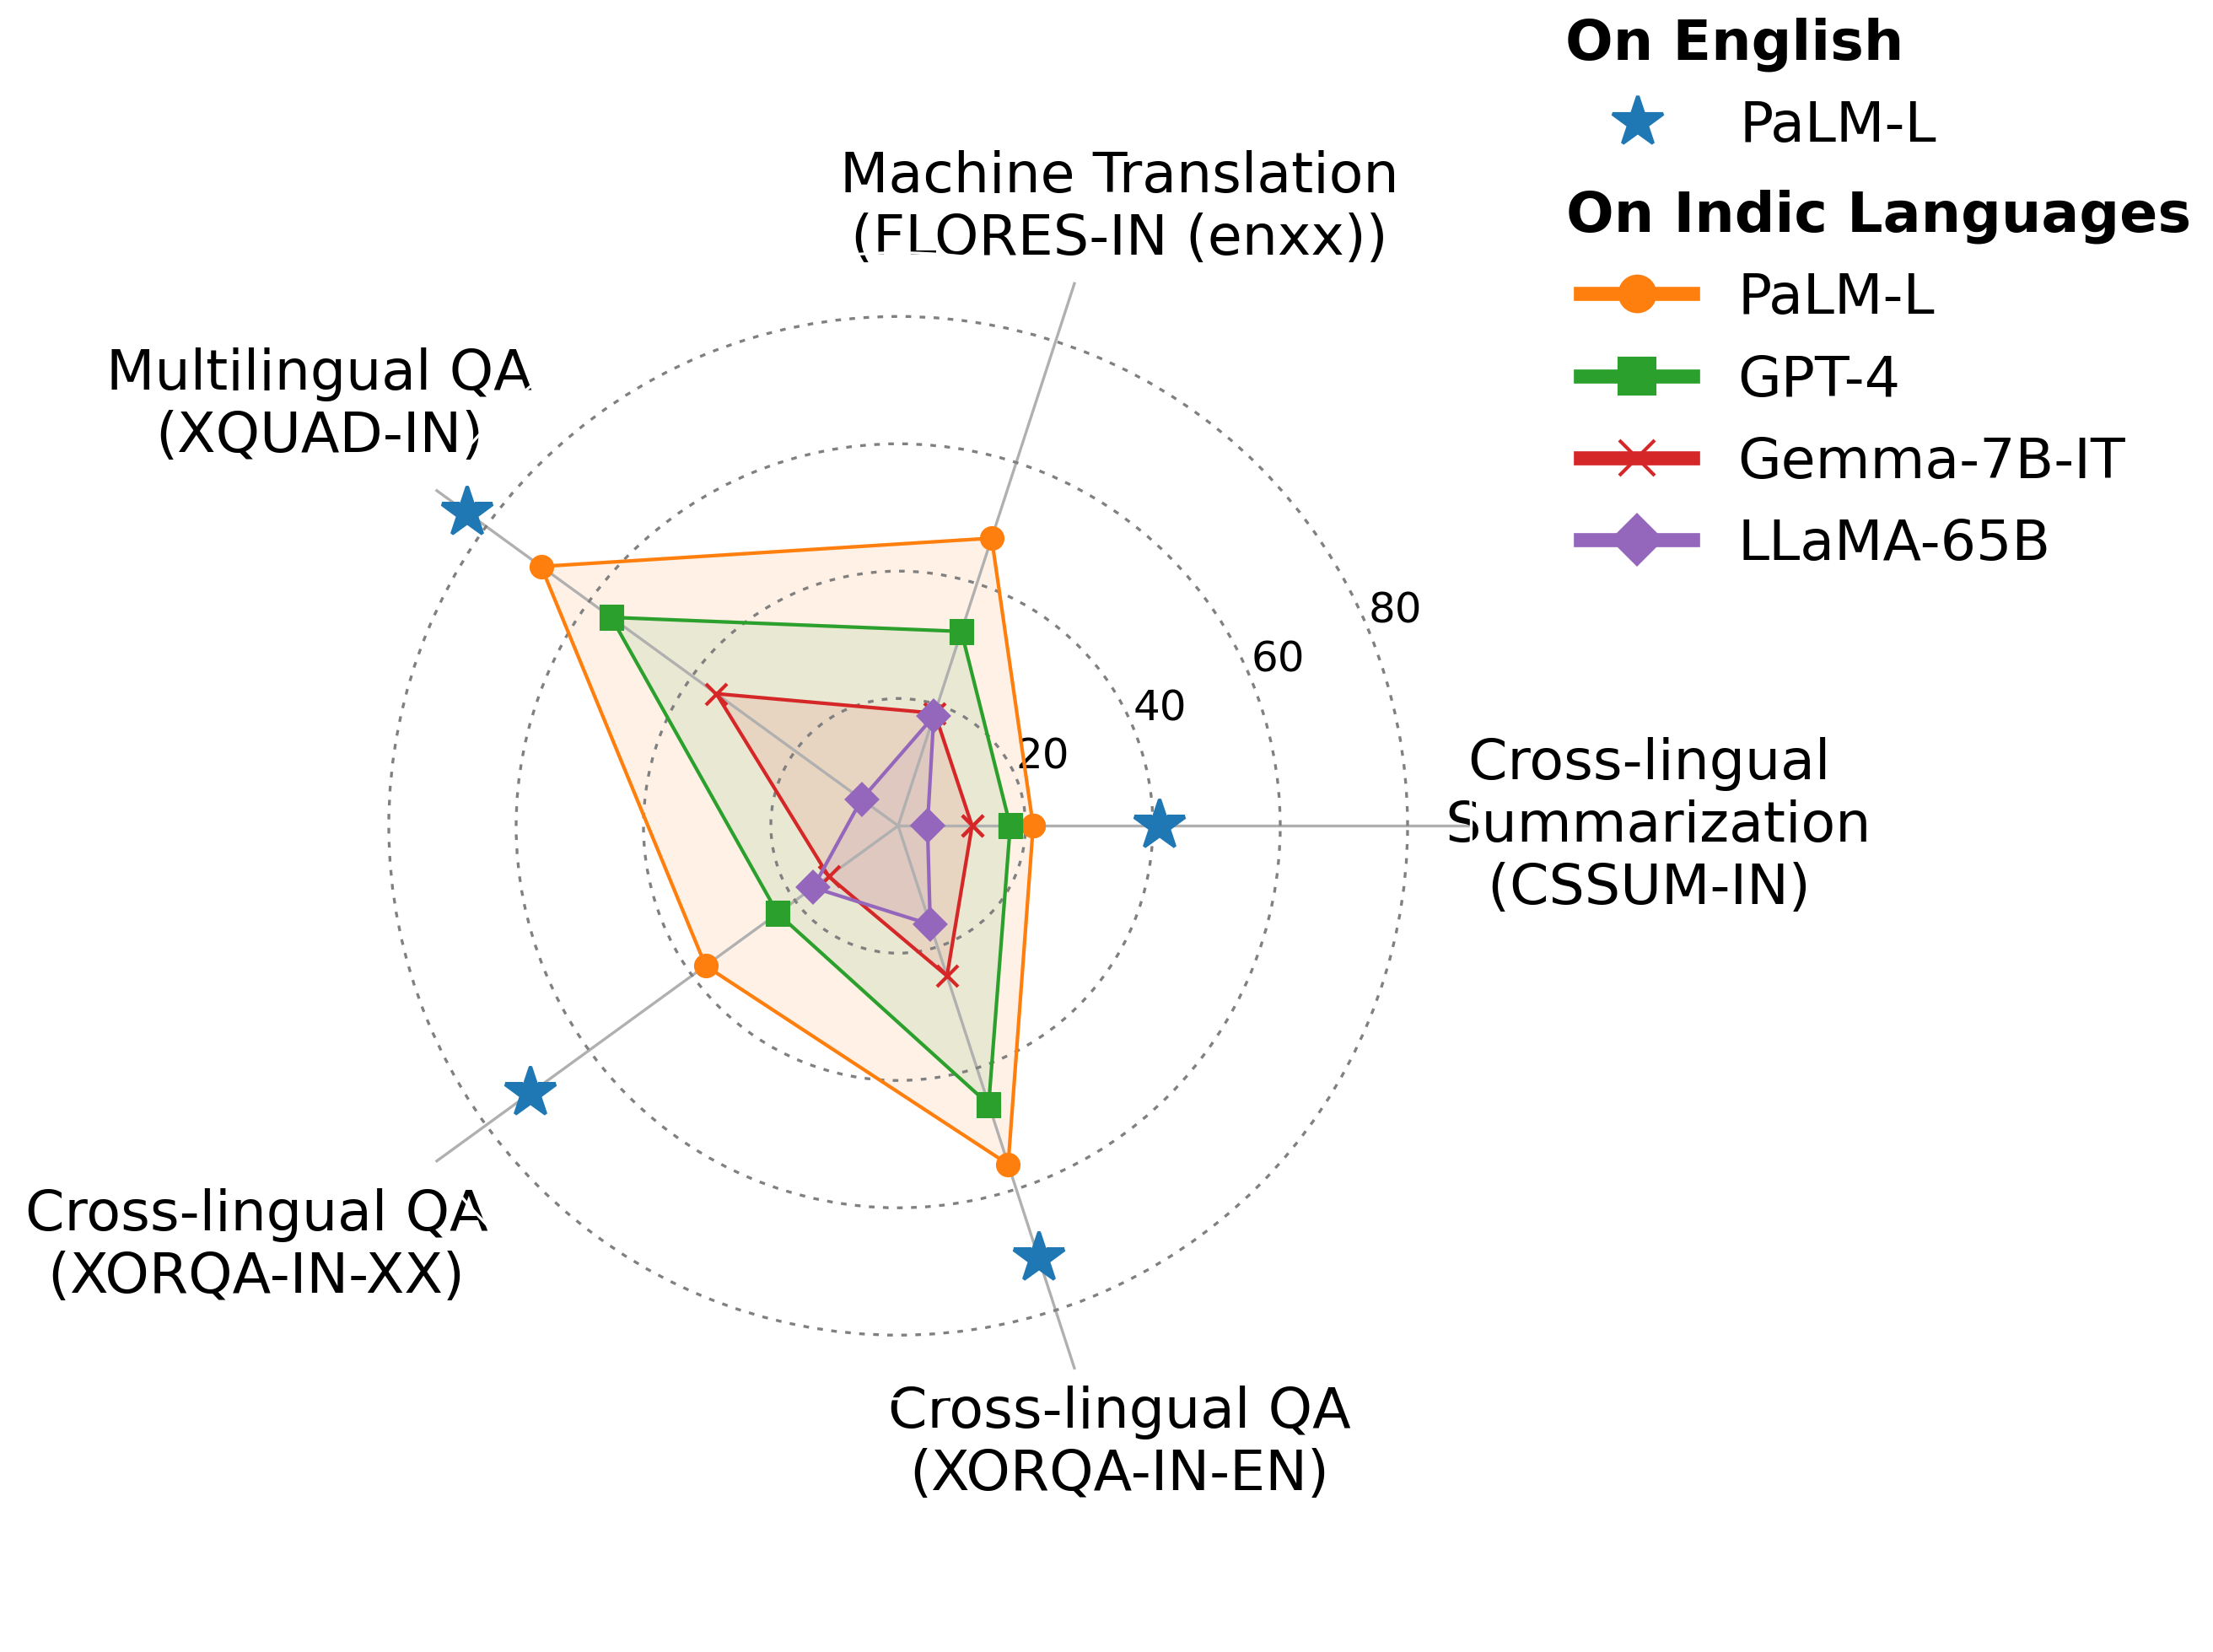 On English
PaLM-L
On Indic Languages
PaLM-L
GPT-4
Gemma-7B-IT
LLaMA-65B
Machine Translation
(FLORES-IN (enxx))
Multilingual QA
(XQUAD-IN)
80
60
40
20
Cross-lingual
Summarization
(CSSUM-IN)
Cross-lingual QA
(XORQA-IN-XX)
Cross-lingual QA
(XORQA-IN-EN)